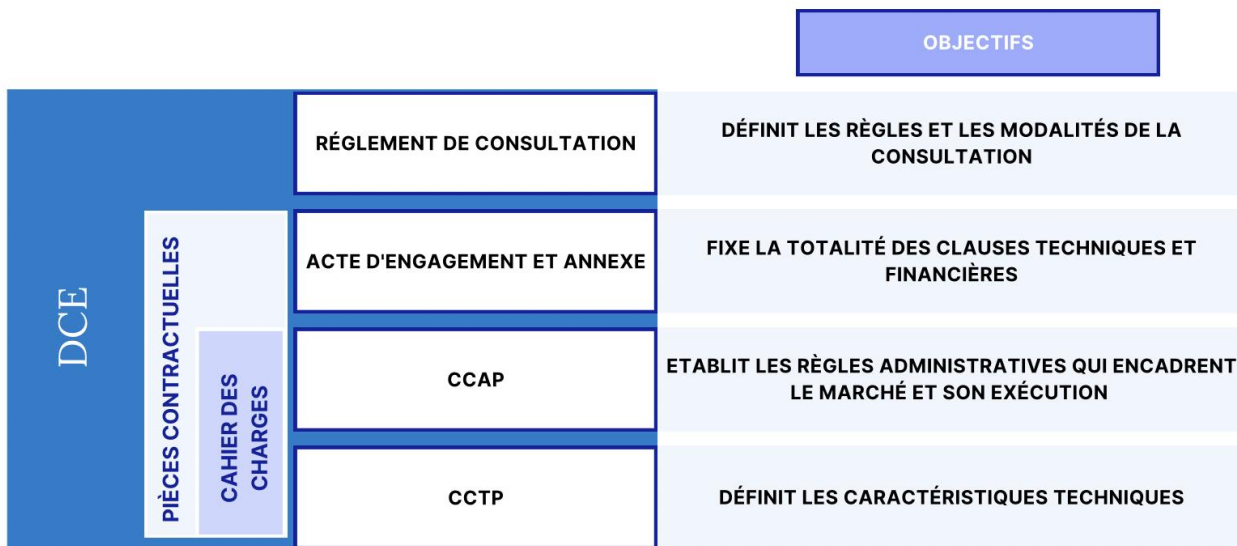 OBJECTIFS
DCE
PIÈCES CONTRACTUELLES
CAHIER DES
CHARGES
RÉGLEMENT DE CONSULTATION
DÉFINIT LES RÈGLES ET LES MODALITÉS DE LA
CONSULTATION
ACTE D'ENGAGEMENT ET ANNEXE
FIXE LA TOTALITÉ DES CLAUSES TECHNIQUES ET
FINANCIÈRES
CCAP
ETABLIT LES RÈGLES ADMINISTRATIVES QUI ENCADRENT
LE MARCHÉ ET SON EXÉCUTION
CCTP
DÉFINIT LES CARACTÉRISTIQUES TECHNIQUES